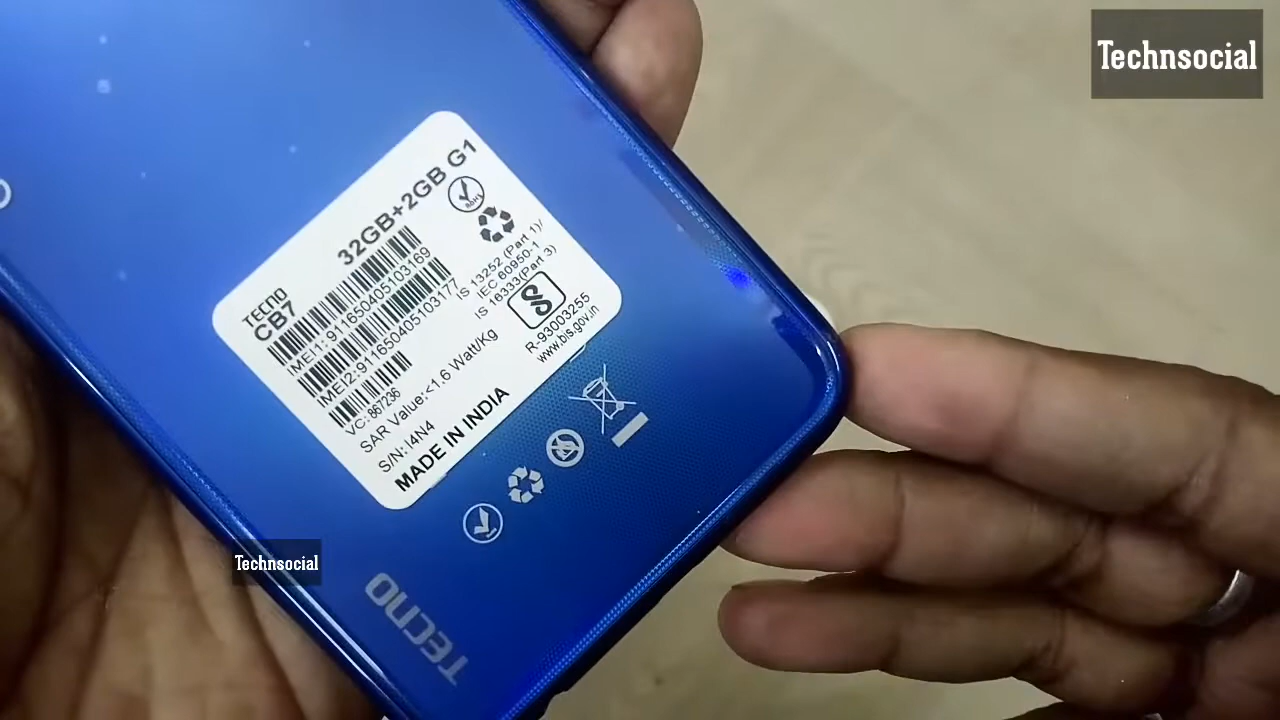 Technsocial
TECNO
CB7
32GB+2GB G1
IMEI1: 911650405103169
IMEI2:911650405103177
VC: 867236
SAR Value:<1.6 Watt/Kg
S/N: I4N4
MADE IN INDIA
RoHS
IS 13252 (Part 1)/
IEC 60950-1
IS 16333(Part 3)
R-93003255
www.bis.gov.in
Technsocial
TECNO